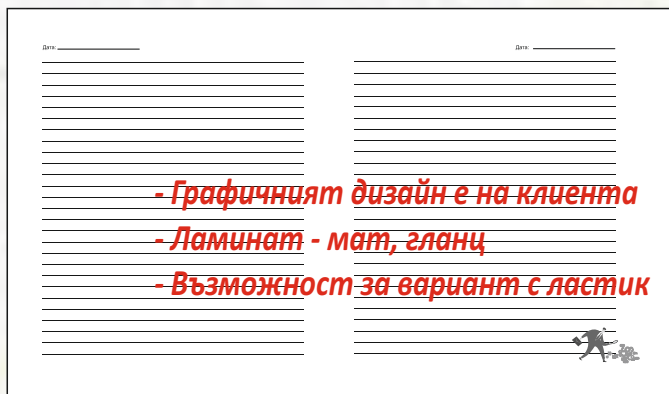 Дата:
Дата:
- Графичният дизайн е на клиента
- Ламинат - мат, гланц
- Възможност за вариант с ластик